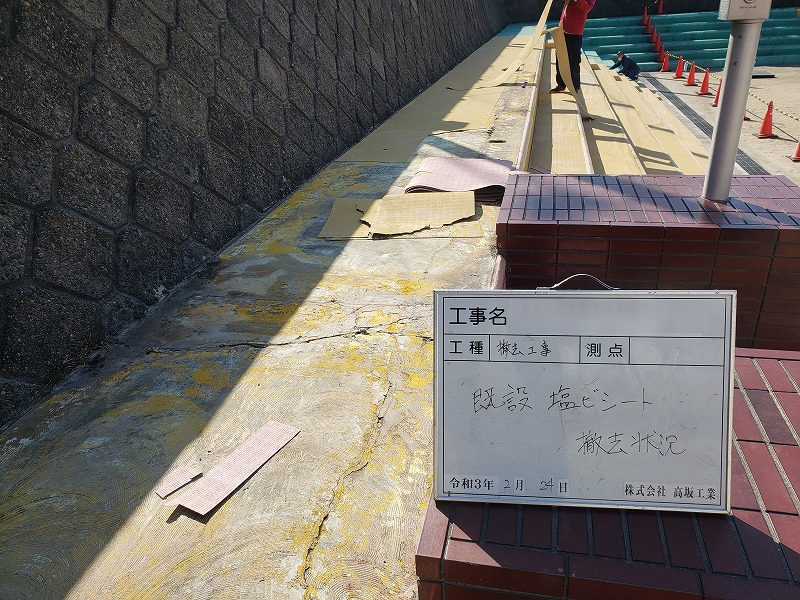 工事名
工種 撤去工事 測点
既設 塩ビシート
撤去状況
令和3年 2月 24日 株式会社 高坂工業